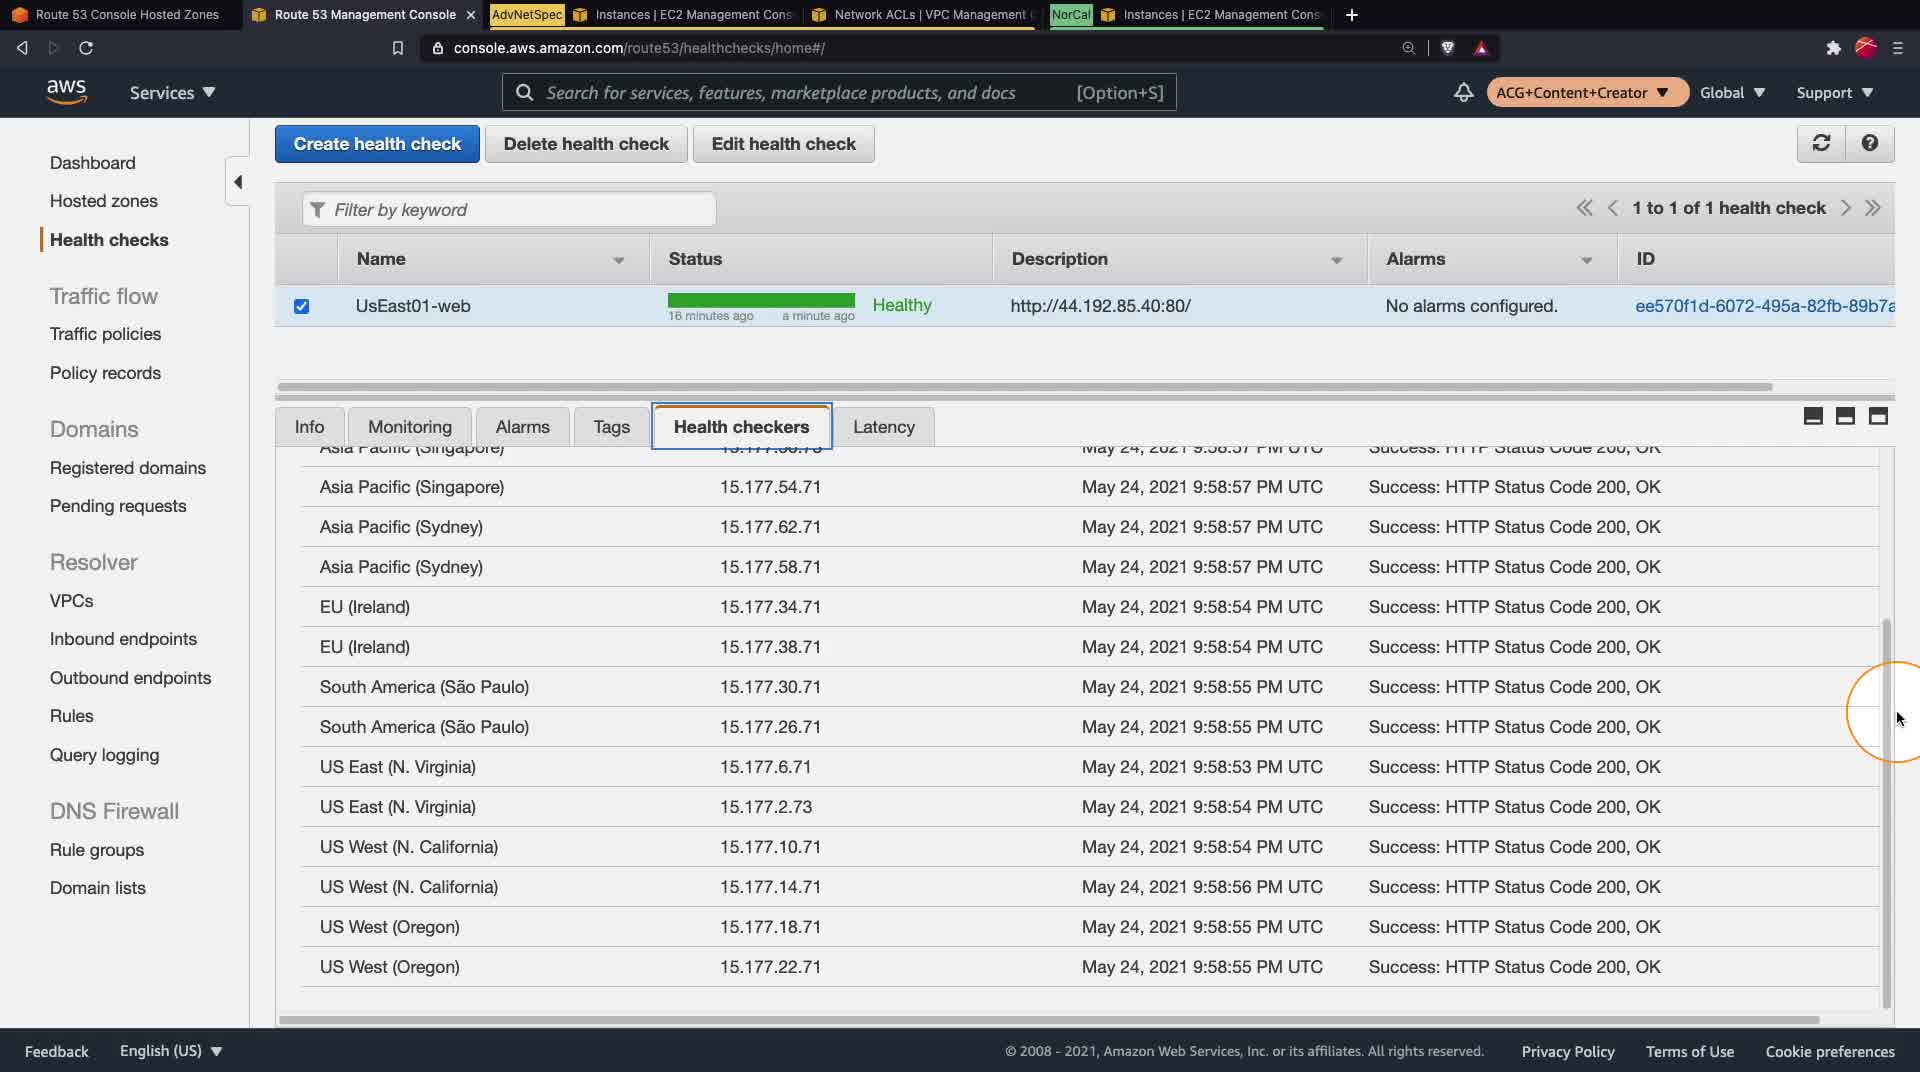 Route 53 Console Hosted Zones
Route 53 Management Console
AdvNetSpec
Instances | EC2 Management Cons
Network ACLs | VPC Management
NorCal
Instances | EC2 Management Cons
console.aws.amazon.com/route53/healthchecks/home#/
aws
Services
Search for services, features, marketplace products, and docs
[Option+S]
ACG+Content+Creator
Global
Support
Dashboard
Hosted zones
Health checks
Traffic flow
Traffic policies
Policy records
Domains
Registered domains
Pending requests
Resolver
VPCs
Inbound endpoints
Outbound endpoints
Rules
Query logging
DNS Firewall
Rule groups
Domain lists
Create health check
Delete health check
Edit health check
Filter by keyword
1 to 1 of 1 health check
Name Status Description Alarms ID
UsEast01-web Healthy http://44.192.85.40:80/ No alarms configured. ee570f1d-6072-495a-82fb-89b7a
16 minutes ago a minute ago
Info Monitoring Alarms Tags Health checkers Latency
Asia Pacific (Singapore) May 24, 2021 9:58:57 PM UTC Success: HTTP Status Code 200, OK
Asia Pacific (Singapore) 15.177.54.71 May 24, 2021 9:58:57 PM UTC Success: HTTP Status Code 200, OK
Asia Pacific (Sydney) 15.177.62.71 May 24, 2021 9:58:57 PM UTC Success: HTTP Status Code 200, OK
Asia Pacific (Sydney) 15.177.58.71 May 24, 2021 9:58:57 PM UTC Success: HTTP Status Code 200, OK
EU (Ireland) 15.177.34.71 May 24, 2021 9:58:54 PM UTC Success: HTTP Status Code 200, OK
EU (Ireland) 15.177.38.71 May 24, 2021 9:58:54 PM UTC Success: HTTP Status Code 200, OK
South America (São Paulo) 15.177.30.71 May 24, 2021 9:58:55 PM UTC Success: HTTP Status Code 200, OK
South America (São Paulo) 15.177.26.71 May 24, 2021 9:58:55 PM UTC Success: HTTP Status Code 200, OK
US East (N. Virginia) 15.177.6.71 May 24, 2021 9:58:53 PM UTC Success: HTTP Status Code 200, OK
US East (N. Virginia) 15.177.2.73 May 24, 2021 9:58:54 PM UTC Success: HTTP Status Code 200, OK
US West (N. California) 15.177.10.71 May 24, 2021 9:58:54 PM UTC Success: HTTP Status Code 200, OK
US West (N. California) 15.177.14.71 May 24, 2021 9:58:56 PM UTC Success: HTTP Status Code 200, OK
US West (Oregon) 15.177.18.71 May 24, 2021 9:58:55 PM UTC Success: HTTP Status Code 200, OK
US West (Oregon) 15.177.22.71 May 24, 2021 9:58:55 PM UTC Success: HTTP Status Code 200, OK
Feedback
English (US)
© 2008 - 2021, Amazon Web Services, Inc. or its affiliates. All rights reserved.
Privacy Policy
Terms of Use
Cookie preferences